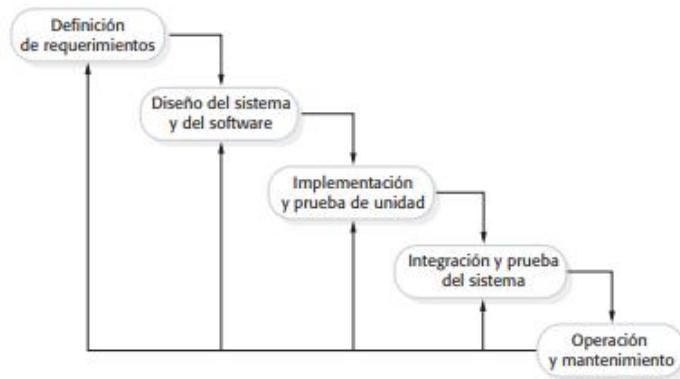 Definición
de requerimientos
Diseño del sistema
y del software
Implementación
y prueba de unidad
Integración y prueba
del sistema
Operación
y mantenimiento